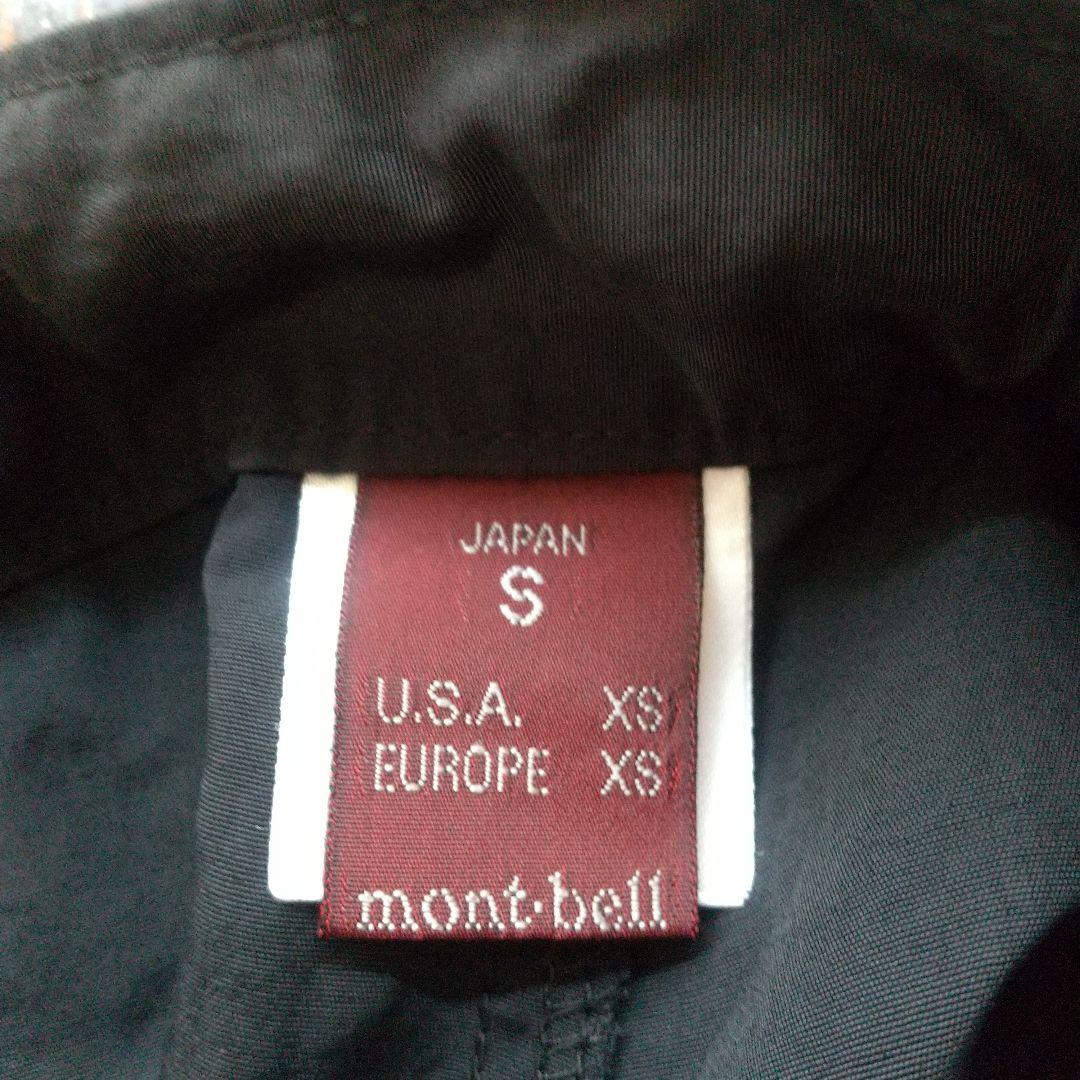 JAPAN
S
U.S.A. XS
EUROPE XS
mont·bell